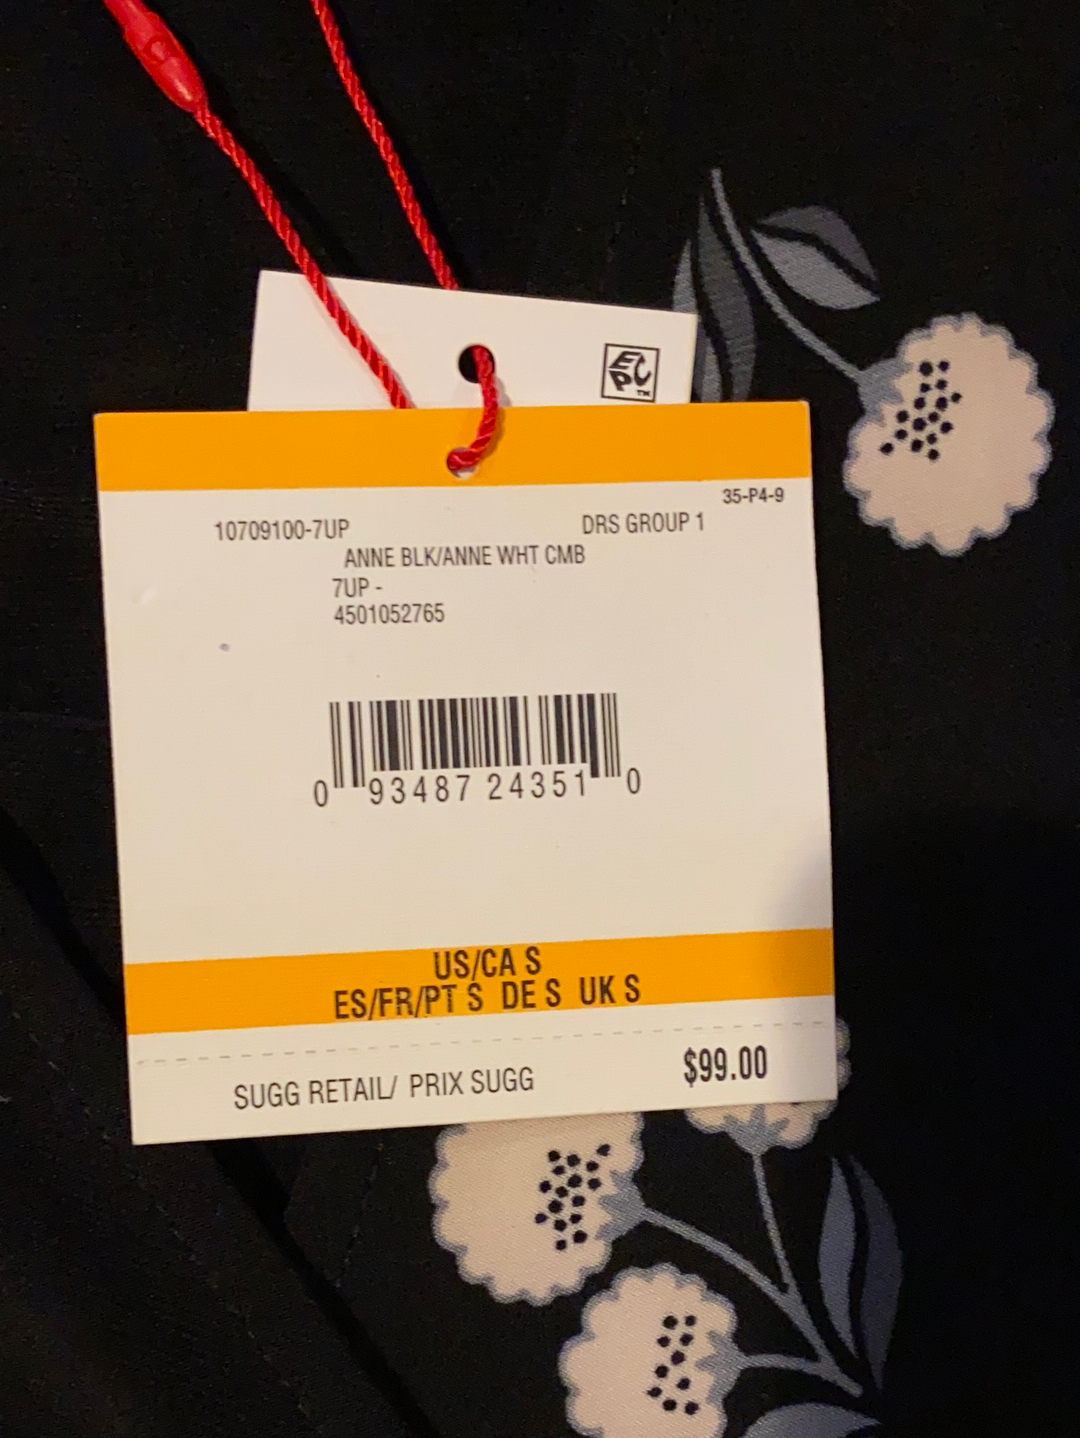 EPC™
35-P4-9
10709100-7UP DRS GROUP 1
ANNE BLK/ANNE WHT CMB
7UP -
4501052765
0 93487 24351 0
US/CA S
ES/FR/PT S DE S UK S
SUGG RETAIL/ PRIX SUGG $99.00